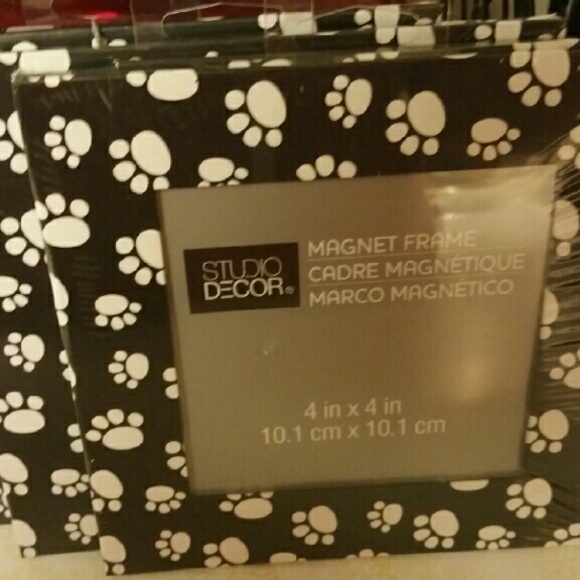 STUDIO
DECOR®
MAGNET FRAME
CADRE MAGNÉTIQUE
MARCO MAGNÉTICO
4 in x 4 in
10.1 cm x 10.1 cm